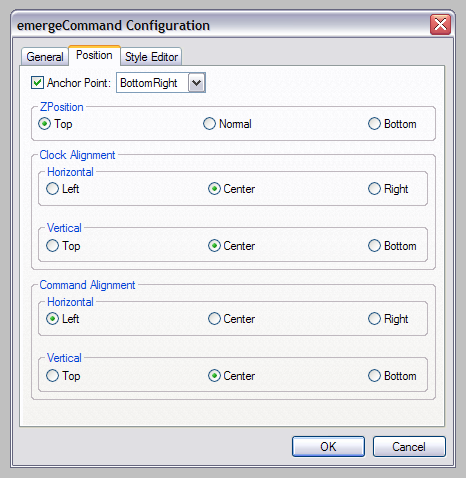 emergeCommand Configuration
General Position Style Editor
Anchor Point: BottomRight
ZPosition
Top Normal Bottom
Clock Alignment
Horizontal
Left Center Right
Vertical
Top Center Bottom
Command Alignment
Horizontal
Left Center Right
Vertical
Top Center Bottom
OK Cancel